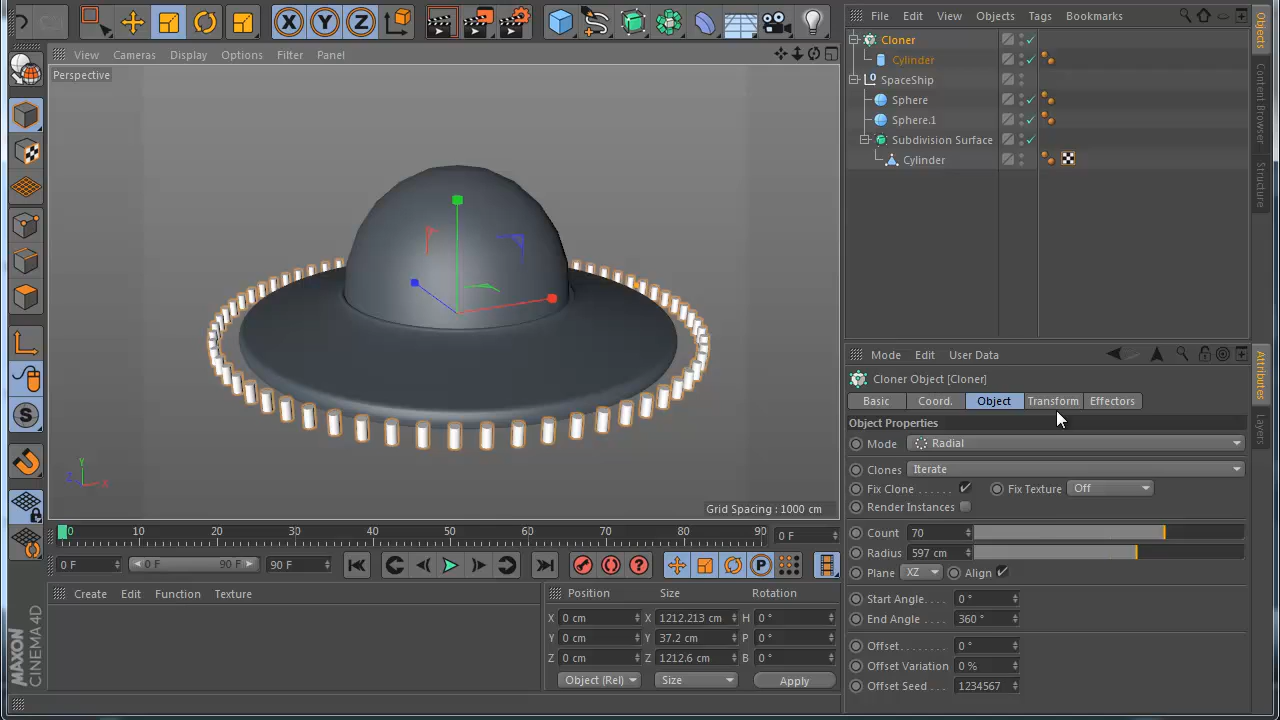 File Edit View Objects Tags Bookmarks
Cloner
Cylinder
SpaceShip
Sphere
Sphere.1
Subdivision Surface
Cylinder
Objects
Content Browser
Structure
X Y Z
View Cameras Display Options Filter Panel
Perspective
Y
Z X
Grid Spacing : 1000 cm
0 10 20 30 40 50 60 70 80 90
0 F
0 F 0 F 90 F 90 F
P
Create Edit Function Texture
Position Size Rotation
X 0 cm X 1212.213 cm H 0 °
Y 0 cm Y 37.2 cm P 0 °
Z 0 cm Z 1212.6 cm B 0 °
Object (Rel) Size Apply
MAXON
CINEMA 4D
Mode Edit User Data
Cloner Object [Cloner]
Basic Coord. Object Transform Effectors
Object Properties
Mode Radial
Clones Iterate
Fix Clone . . . . . . Fix Texture Off
Render Instances
Count 70
Radius 597 cm
Plane XZ Align
Start Angle. . . . 0 °
End Angle . . . . 360 °
Offset. . . . . . . . 0 °
Offset Variation 0 %
Offset Seed . . . 1234567
Attributes
Layers